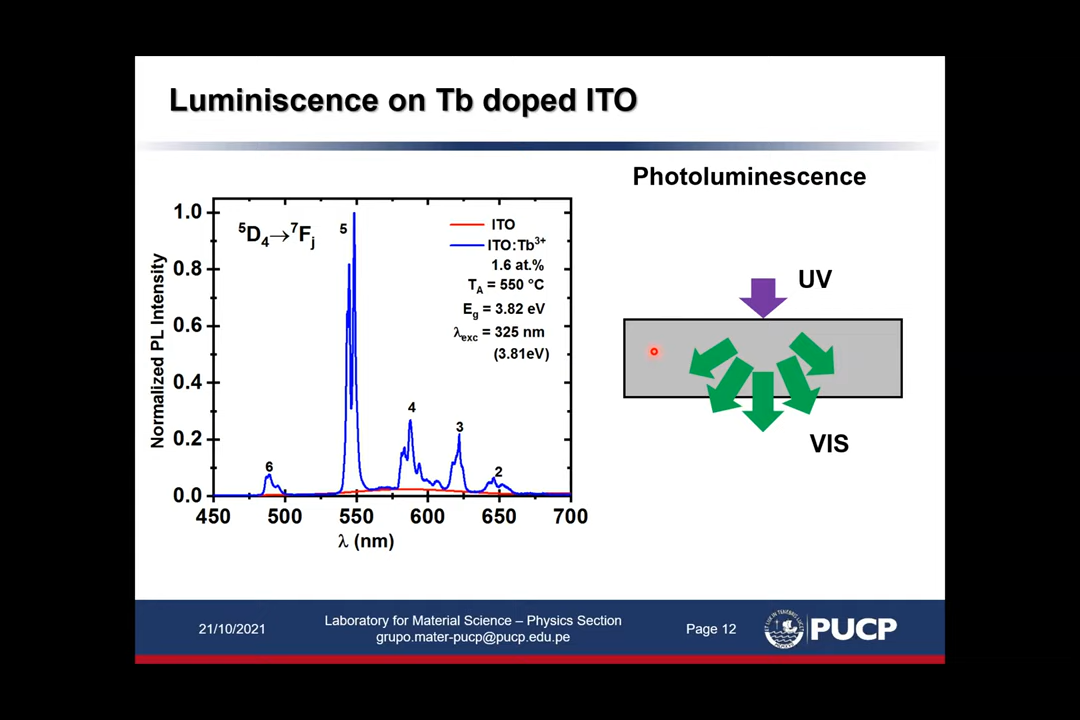 Luminiscence on Tb doped ITO
Photoluminescence
Normalized PL Intensity
1.0
0.8
0.6
0.4
0.2
0.0
450 500 550 600 650 700
λ (nm)
⁵D₄→⁷Fⱼ
5
6
4
3
2
ITO
ITO:Tb³⁺
1.6 at.%
T_A = 550 °C
E_g = 3.82 eV
λ_exc = 325 nm
(3.81eV)
UV
VIS
21/10/2021
Laboratory for Material Science – Physics Section
grupo.mater-pucp@pucp.edu.pe
Page 12
PUCP